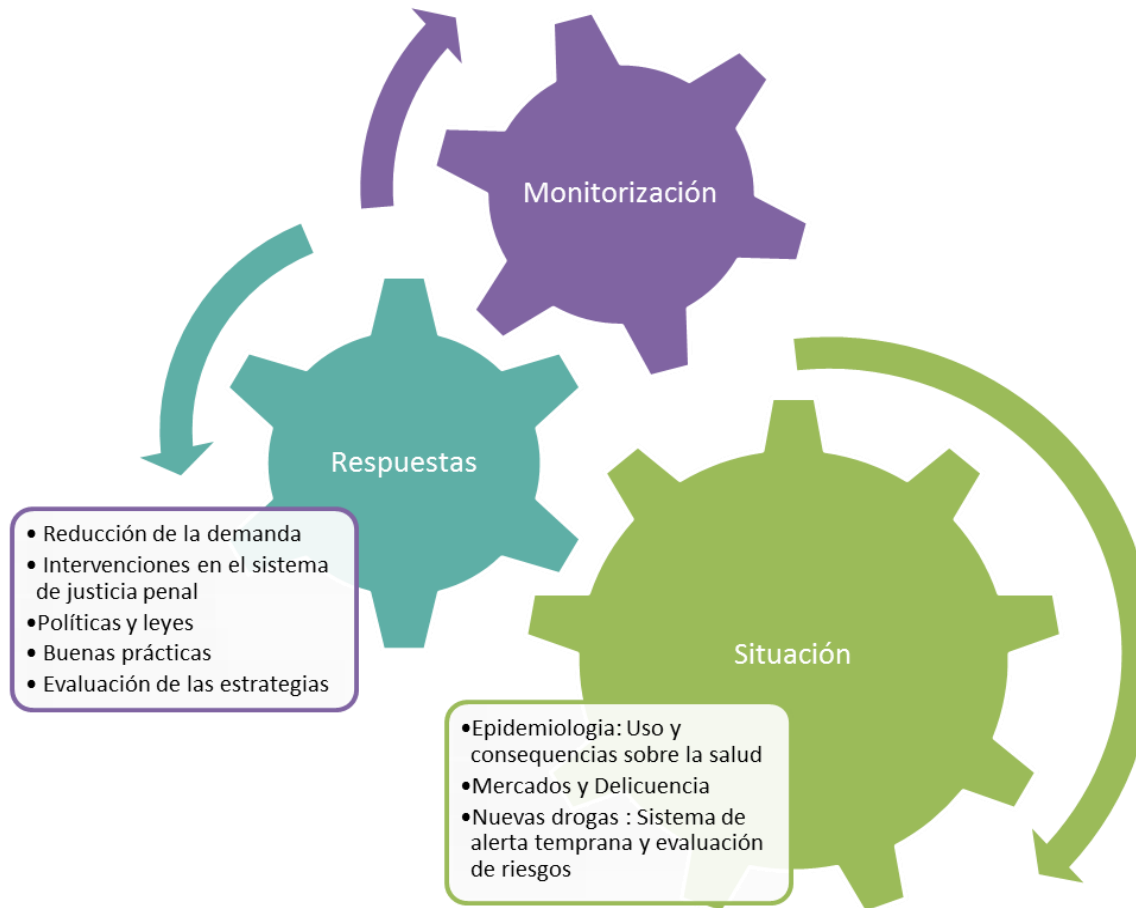 Monitorización
Respuestas
• Reducción de la demanda
• Intervenciones en el sistema
de justicia penal
•Políticas y leyes
• Buenas prácticas
• Evaluación de las estrategias
Situación
•Epidemiologia: Uso y
consequencias sobre la salud
•Mercados y Delicuencia
•Nuevas drogas : Sistema de
alerta temprana y evaluación
de riesgos